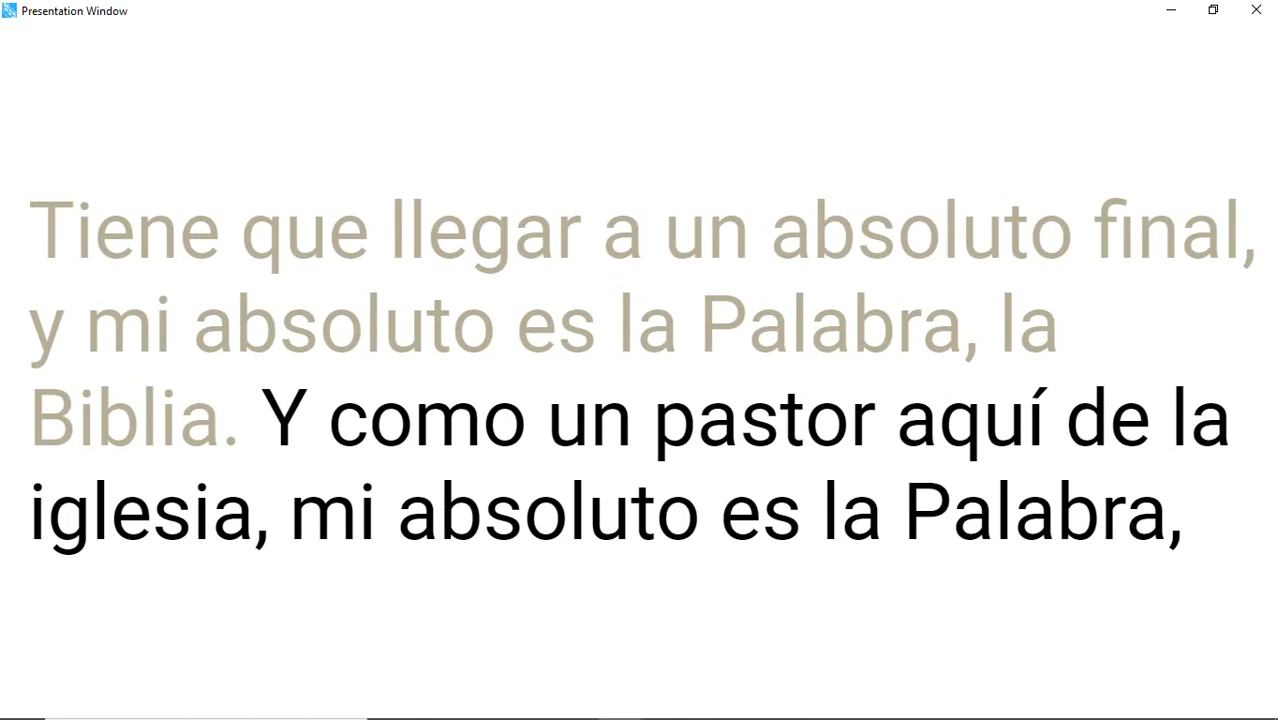 Presentation Window
Tiene que llegar a un absoluto final,
y mi absoluto es la Palabra, la
Biblia. Y como un pastor aquí de la
iglesia, mi absoluto es la Palabra,